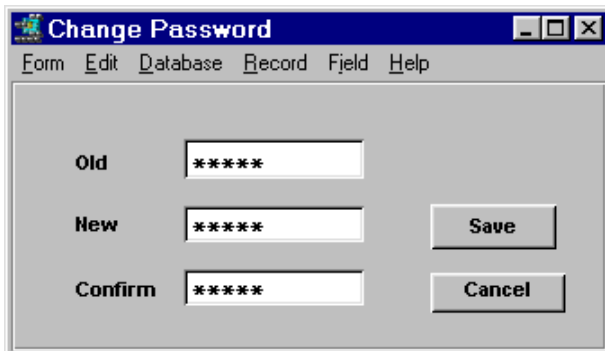 Change Password
Form Edit Database Record Field Help
Old *****
New ***** Save
Confirm ***** Cancel